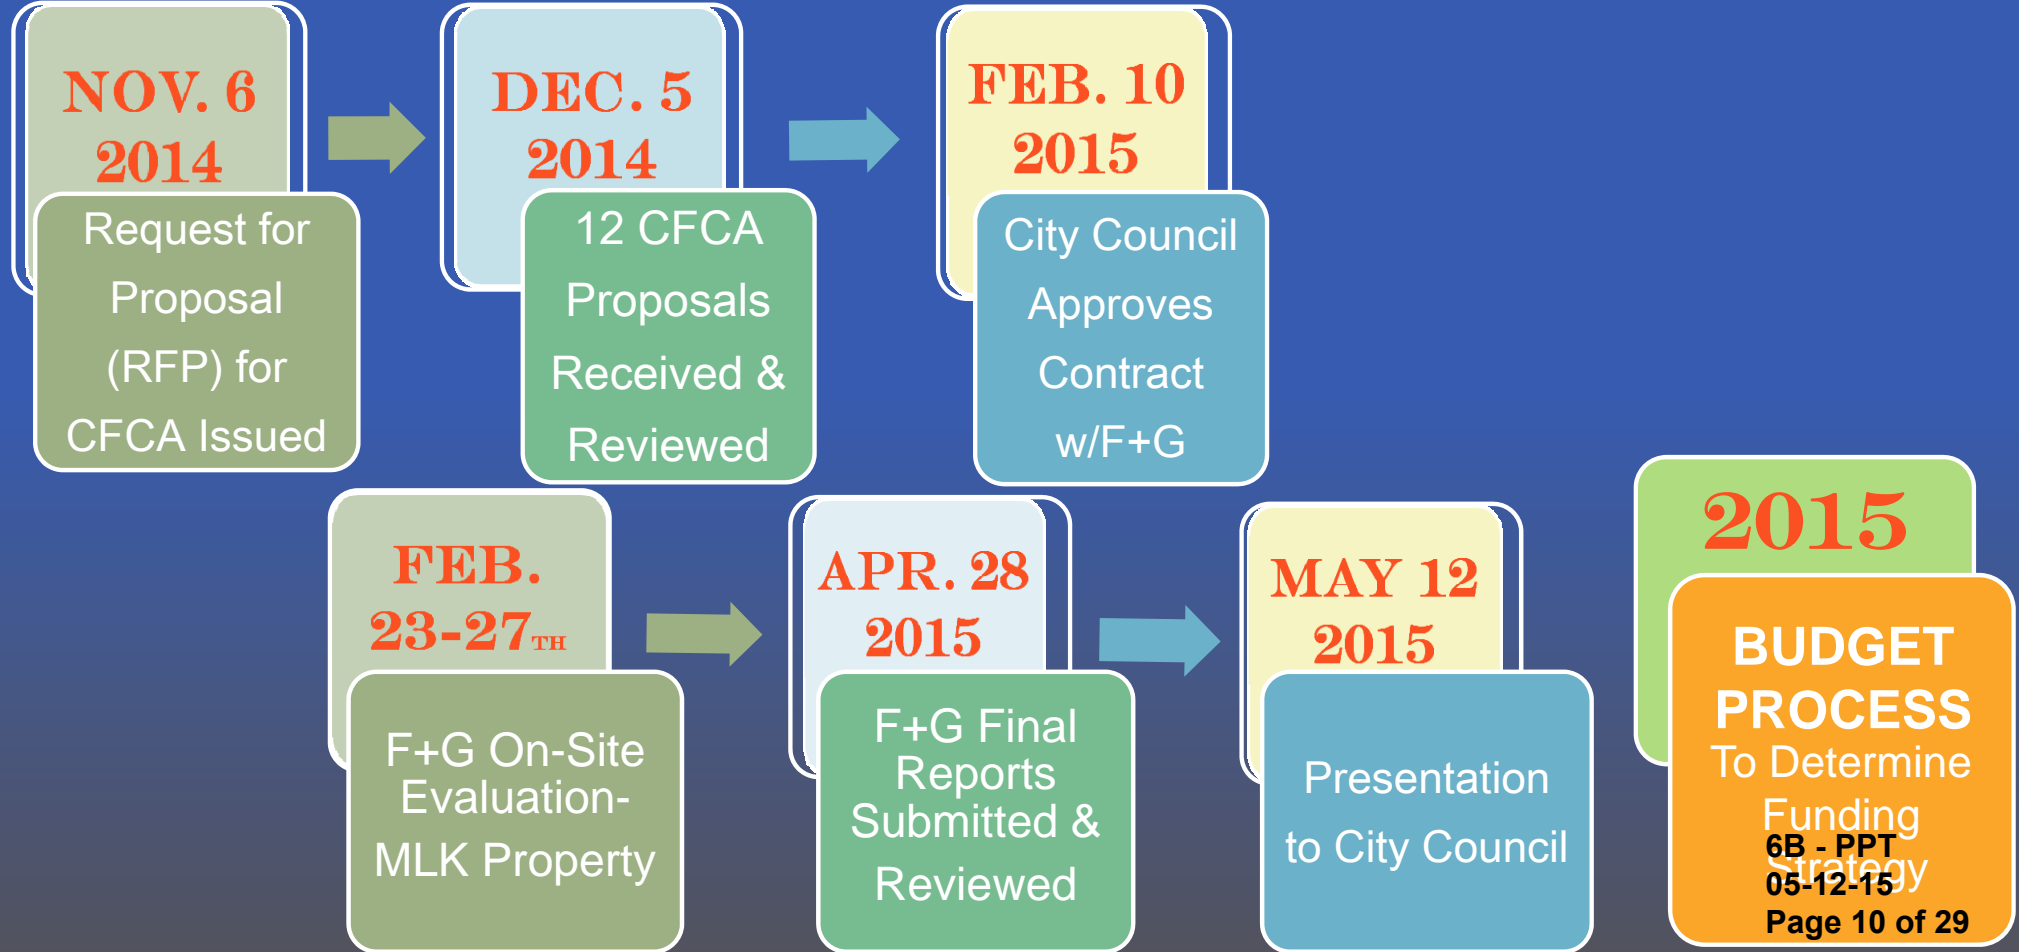 NOV. 6
2014
Request for
Proposal
(RFP) for
CFCA Issued
DEC. 5
2014
12 CFCA
Proposals
Received &
Reviewed
FEB. 10
2015
City Council
Approves
Contract
w/F+G
FEB.
23-27TH
F+G On-Site
Evaluation-
MLK Property
APR. 28
2015
F+G Final
Reports
Submitted &
Reviewed
MAY 12
2015
Presentation
to City Council
2015
BUDGET
PROCESS
To Determine
Funding
Strategy
6B - PPT
05-12-15
Page 10 of 29